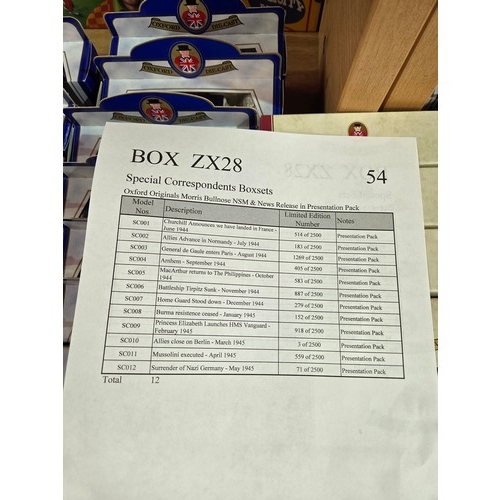 OXFORD DIE-CAST
OXFORD DIE-CAST
BOX ZX28
54
Special Correspondents Boxsets
Oxford Originals Morris Bullnose NSM & News Release in Presentation Pack
Model Nos Description Limited Edition Number Notes
SC001 Churchill Announces we have landed in France - June 1944 514 of 2500 Presentation Pack
SC002 Allies Advance in Normandy - July 1944 183 of 2500 Presentation Pack
SC003 General de Gaule enters Paris - August 1944 1269 of 2500 Presentation Pack
SC004 Arnhem - September 1944 405 of 2500 Presentation Pack
SC005 MacArthur returns to The Philippines - October 1944 583 of 2500 Presentation Pack
SC006 Battleship Tirpitz Sunk - November 1944 887 of 2500 Presentation Pack
SC007 Home Guard Stood down - December 1944 279 of 2500 Presentation Pack
SC008 Burma resistence ceased - January 1945 152 of 2500 Presentation Pack
SC009 Princess Elizabeth Launches HMS Vanguard - February 1945 918 of 2500 Presentation Pack
SC010 Allies close on Berlin - March 1945 3 of 2500 Presentation Pack
SC011 Mussolini executed - April 1945 559 of 2500 Presentation Pack
SC012 Surrender of Nazi Germany - May 1945 71 of 2500 Presentation Pack
Total 12